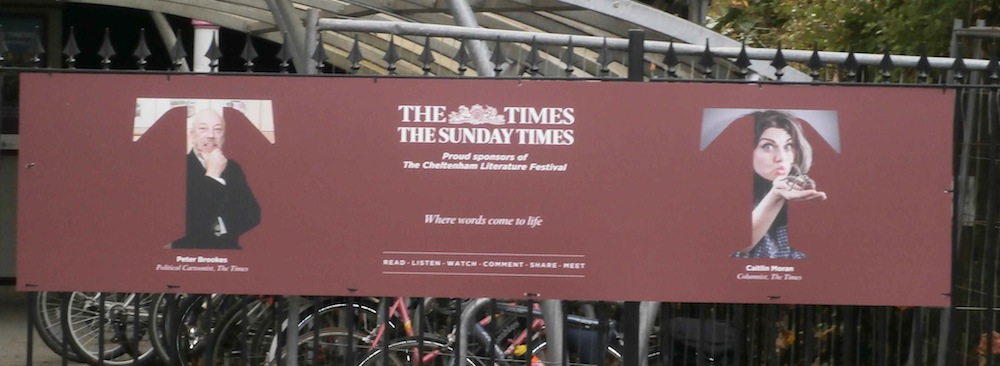 THE TIMES
THE SUNDAY TIMES
Proud sponsors of
The Cheltenham Literature Festival
Where words come to life
READ - LISTEN - WATCH - COMMENT - SHARE - MEET
Peter Brookes
Political Cartoonist, The Times
Caitlin Moran
Columnist, The Times